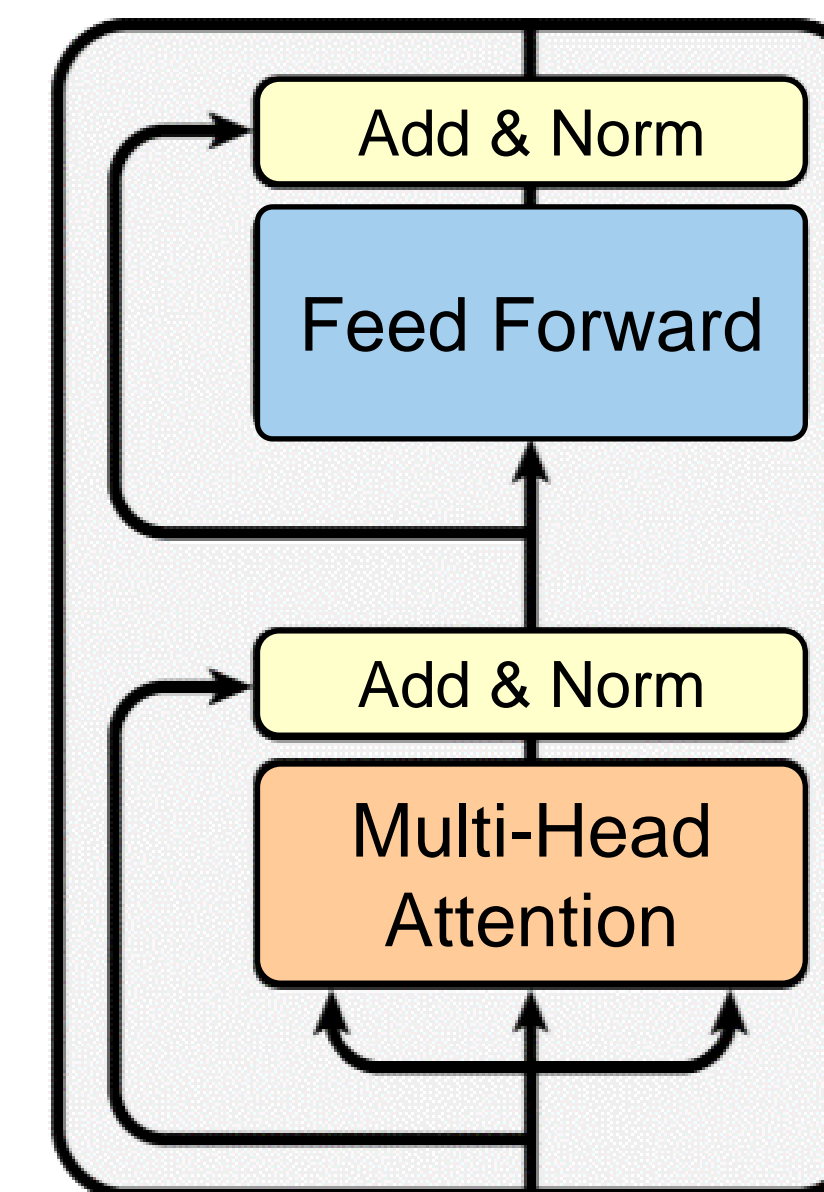 Add & Norm
Feed Forward
Add & Norm
Multi-Head
Attention